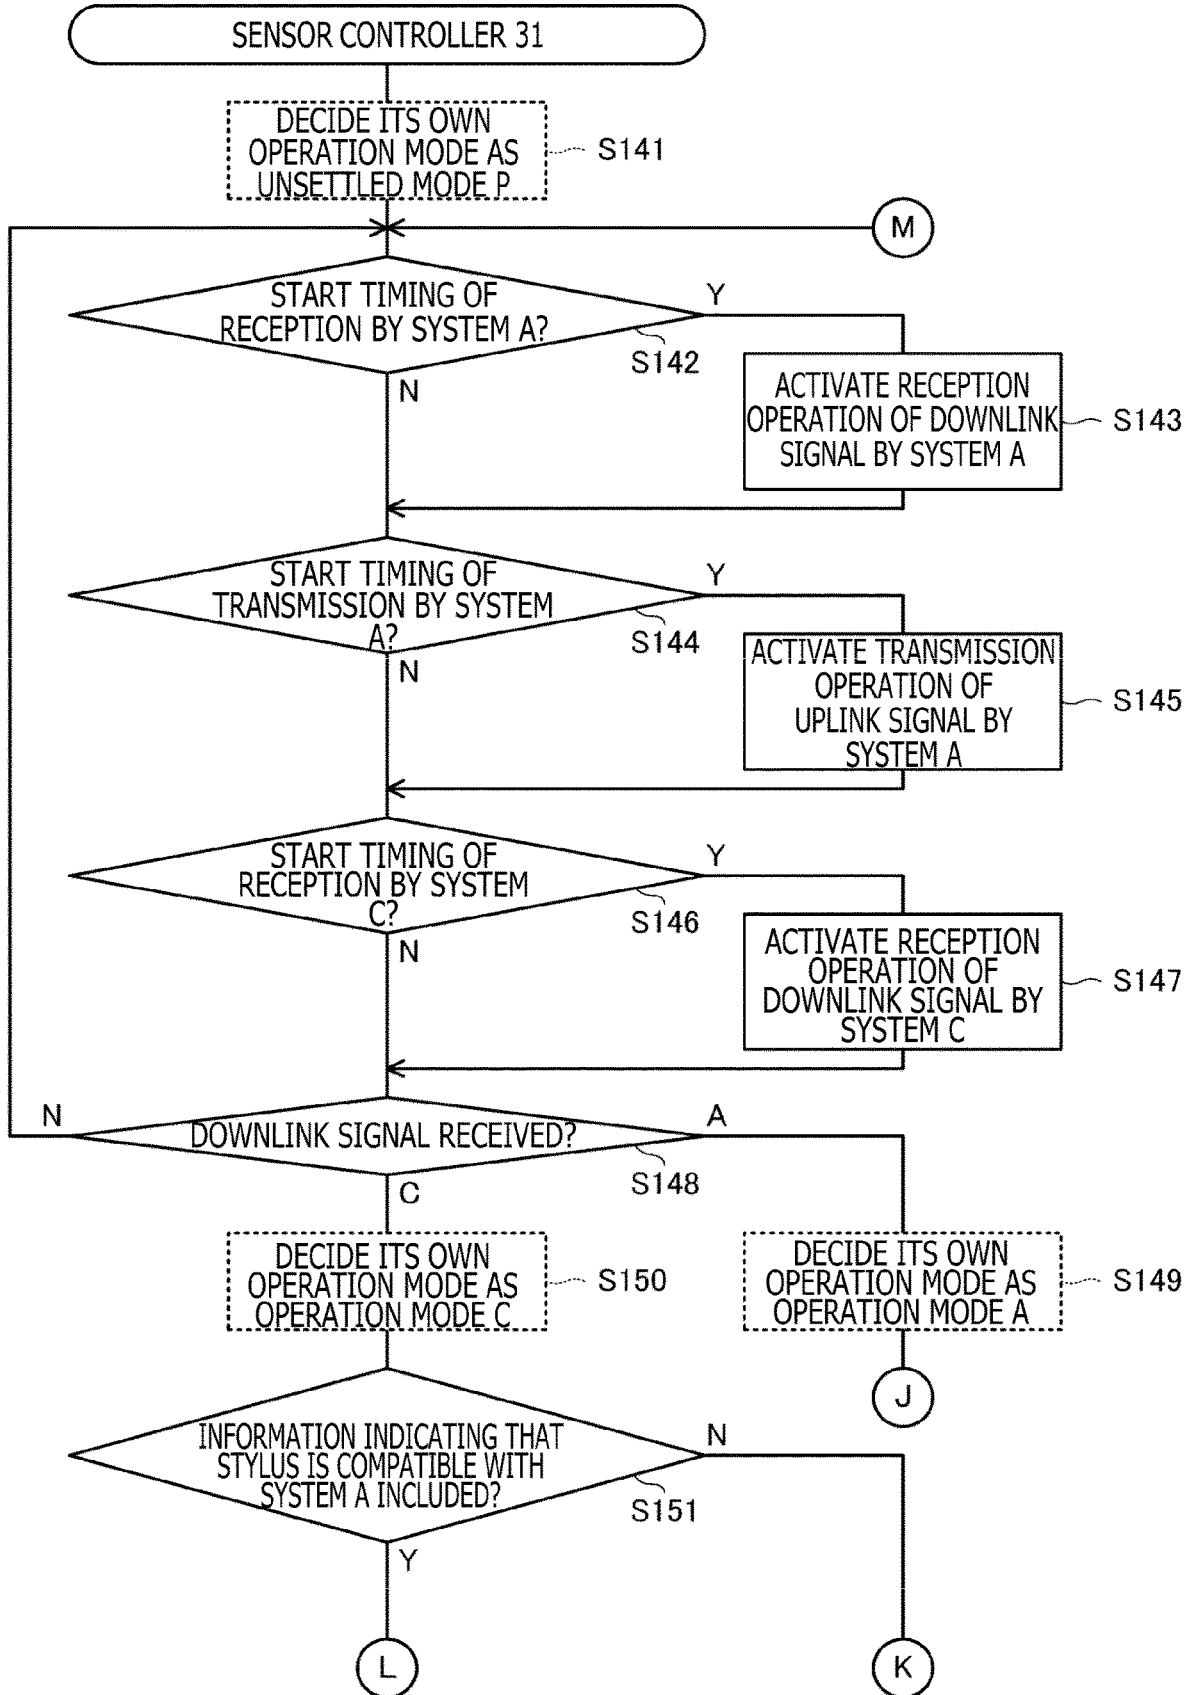 SENSOR CONTROLLER 31
DECIDE ITS OWN
OPERATION MODE AS
UNSETTLED MODE P
S141
M
START TIMING OF
RECEPTION BY SYSTEM A?
Y
S142
N
ACTIVATE RECEPTION
OPERATION OF DOWNLINK
SIGNAL BY SYSTEM A
S143
START TIMING OF
TRANSMISSION BY SYSTEM
A?
Y
S144
N
ACTIVATE TRANSMISSION
OPERATION OF
UPLINK SIGNAL BY
SYSTEM A
S145
START TIMING OF
RECEPTION BY SYSTEM
C?
Y
S146
N
ACTIVATE RECEPTION
OPERATION OF
DOWNLINK SIGNAL BY
SYSTEM C
S147
N
DOWNLINK SIGNAL RECEIVED?
A
S148
C
DECIDE ITS OWN
OPERATION MODE AS
OPERATION MODE C
S150
DECIDE ITS OWN
OPERATION MODE AS
OPERATION MODE A
S149
J
INFORMATION INDICATING THAT
STYLUS IS COMPATIBLE WITH
SYSTEM A INCLUDED?
N
S151
Y
L
K